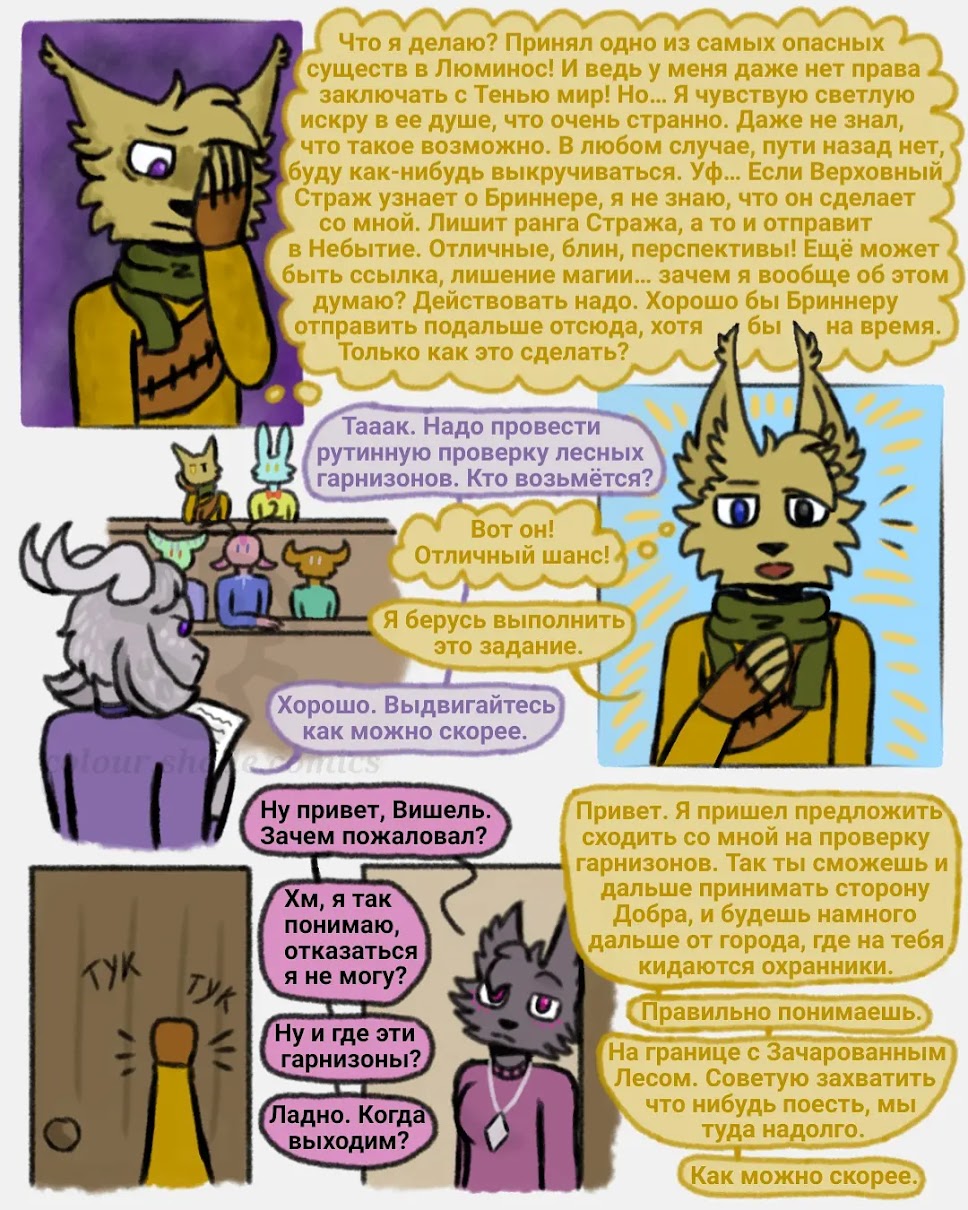 Что я делаю? Принял одно из самых опасных
существ в Люминос! И ведь у меня даже нет права
заключать с Тенью мир! Но... Я чувствую светлую
искру в ее душе, что очень странно. Даже не знал,
что такое возможно. В любом случае, пути назад нет,
буду как-нибудь выкручиваться. Уф... Если Верховный
Страж узнает о Бриннере, я не знаю, что он сделает
со мной. Лишит ранга Стража, а то и отправит
в Небытие. Отличные, блин, перспективы! Ещё может
быть ссылка, лишение магии... зачем я вообще об этом
думаю? Действовать надо. Хорошо бы Бриннеру
отправить подальше отсюда, хотя бы на время.
Только как это сделать?
Тааак. Надо провести
рутинную проверку лесных
гарнизонов. Кто возьмётся?
2
Вот он!
Отличный шанс!
Я берусь выполнить
это задание.
Хорошо. Выдвигайтесь
как можно скорее.
colour shade comics
Ну привет, Вишель.
Зачем пожаловал?
Привет. Я пришел предложить
сходить со мной на проверку
гарнизонов. Так ты сможешь и
дальше принимать сторону
Добра, и будешь намного
дальше от города, где на тебя
кидаются охранники.
Хм, я так
понимаю,
отказаться
я не могу?
Правильно понимаешь.
Ну и где эти
гарнизоны?
На границе с Зачарованным
Лесом. Советую захватить
что нибудь поесть, мы
туда надолго.
Ладно. Когда
выходим?
Как можно скорее.
ТУК
ТУК